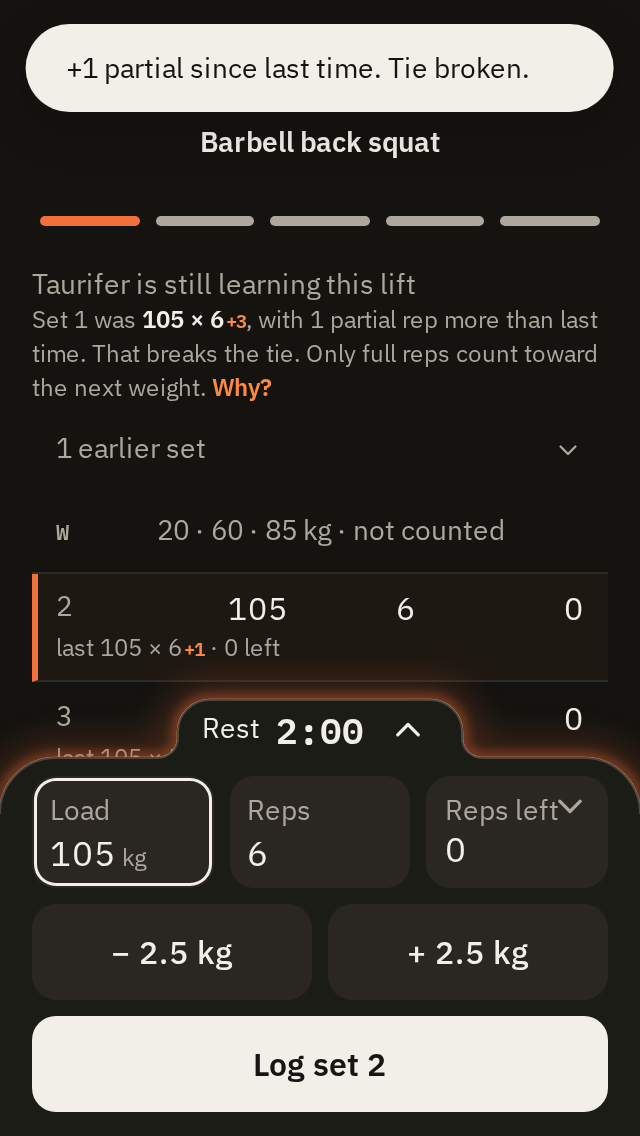 +1 partial since last time. Tie broken.
Barbell back squat
Taurifer is still learning this lift
Set 1 was 105 × 6+3, with 1 partial rep more than last
time. That breaks the tie. Only full reps count toward
the next weight. Why?
1 earlier set
W 20 · 60 · 85 kg · not counted
2 105 6 0
last 105 × 6+1 · 0 left
3 0
last 105 ×
Rest 2:00
Load Reps Reps left
105 kg 6 0
− 2.5 kg + 2.5 kg
Log set 2